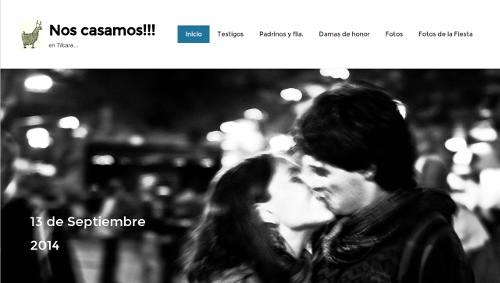 Nos casamos!!!
en Tilcara...
Inicio
Testigos
Padrinos y flia.
Damas de honor
Fotos
Fotos de la Fiesta
13 de Septiembre
2014